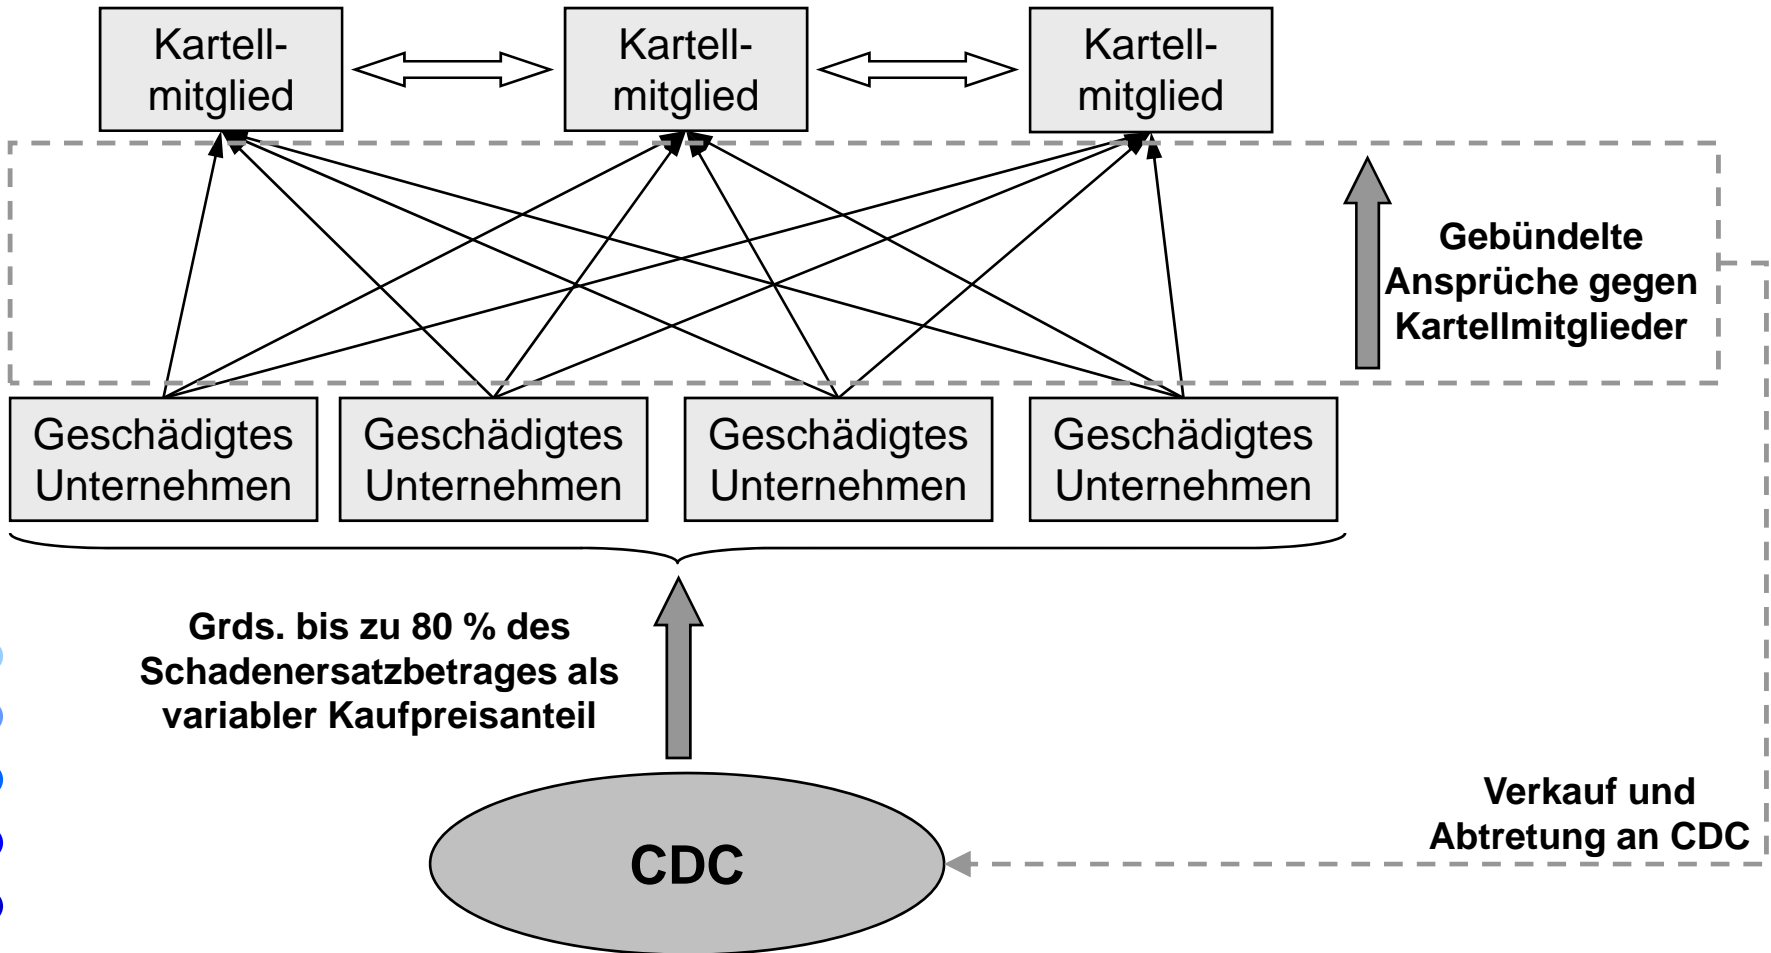 Kartell-
mitglied
Kartell-
mitglied
Kartell-
mitglied
Gebündelte
Ansprüche gegen
Kartellmitglieder
Geschädigtes
Unternehmen
Geschädigtes
Unternehmen
Geschädigtes
Unternehmen
Geschädigtes
Unternehmen
Grds. bis zu 80 % des
Schadenersatzbetrages als
variabler Kaufpreisanteil
Verkauf und
Abtretung an CDC
CDC